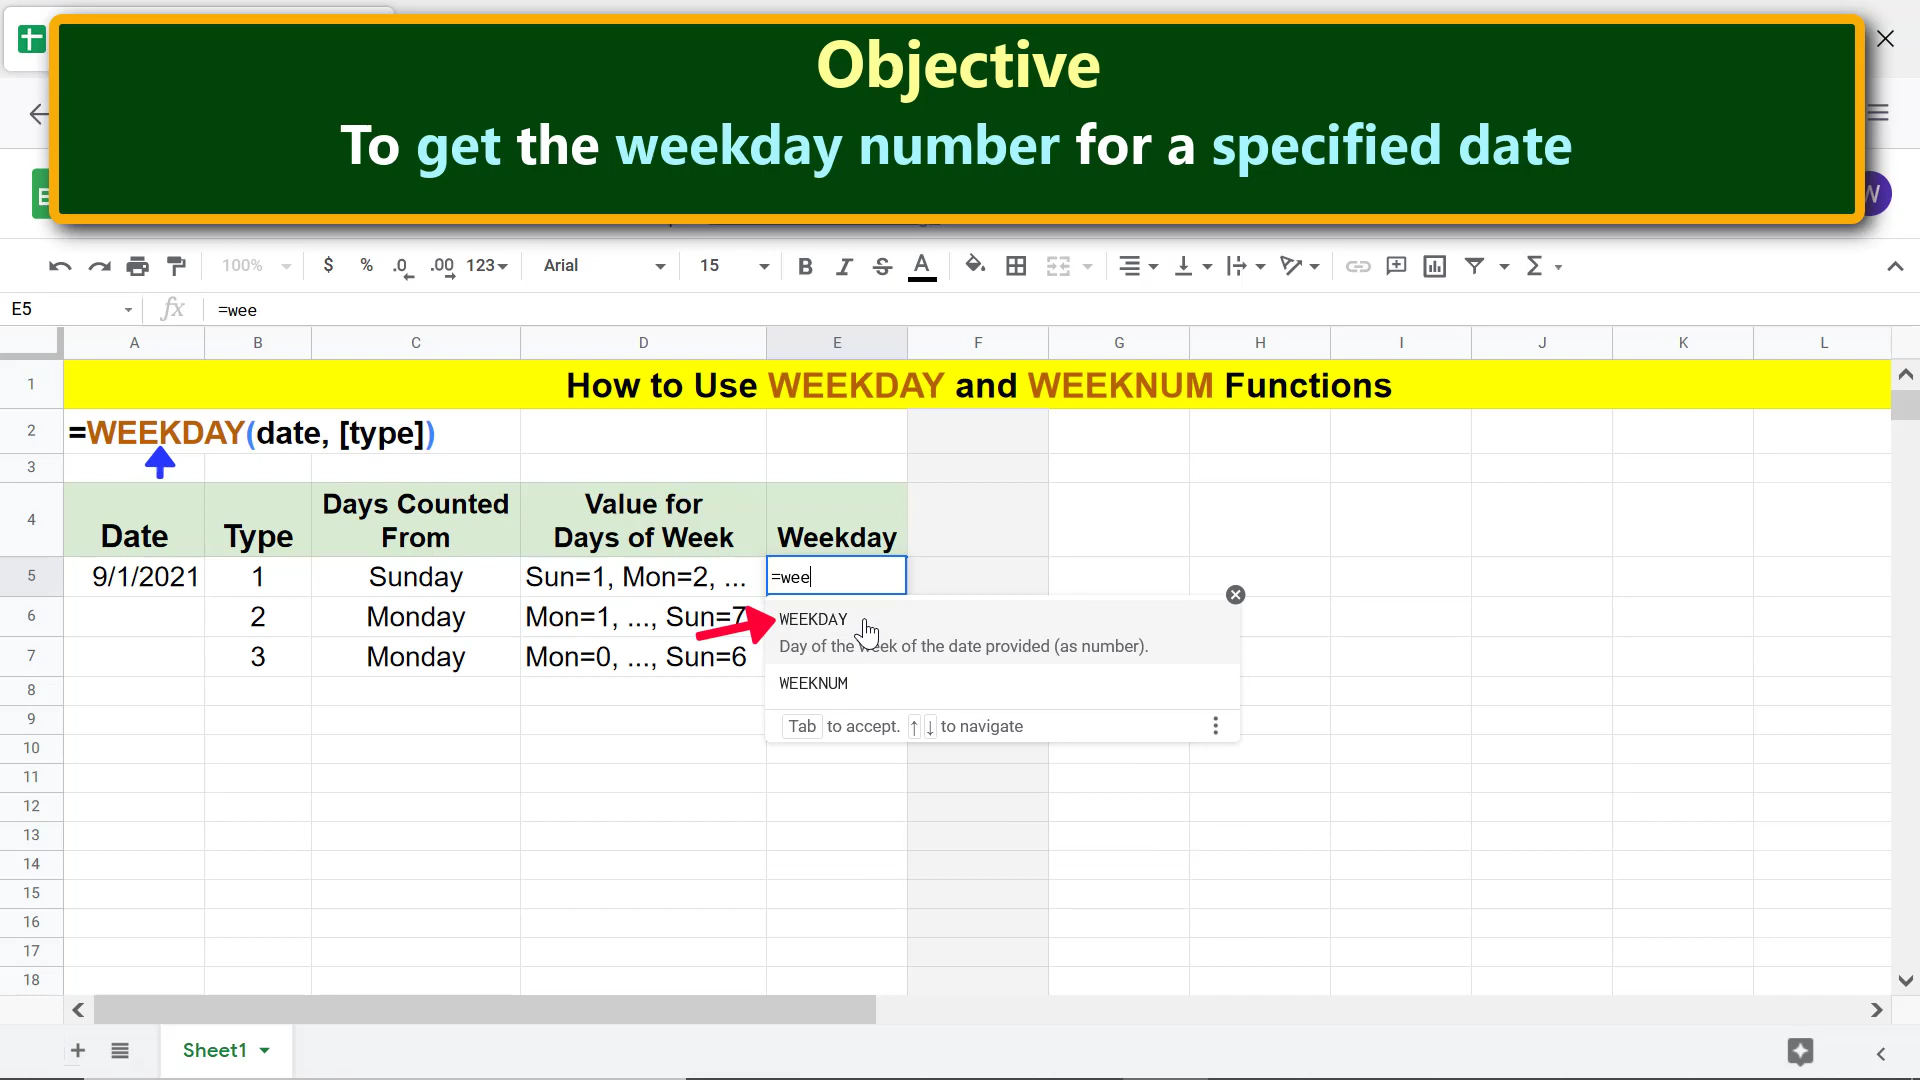 Objective
To get the weekday number for a specified date
W
100% $ % .0 .00 123 Arial 15 B I S A Σ
E5 fx =wee
A B C D E F G H I J K L
1 How to Use WEEKDAY and WEEKNUM Functions
2 =WEEKDAY(date, [type])
3
4 Date Type Days Counted From Value for Days of Week Weekday
5 9/1/2021 1 Sunday Sun=1, Mon=2, ... =wee
6 2 Monday Mon=1, ..., Sun=7
WEEKDAY
Day of the week of the date provided (as number).
7 3 Monday Mon=0, ..., Sun=6
WEEKNUM
8
Tab to accept. ↑ ↓ to navigate
9
10
11
12
13
14
15
16
17
18
+ Sheet1